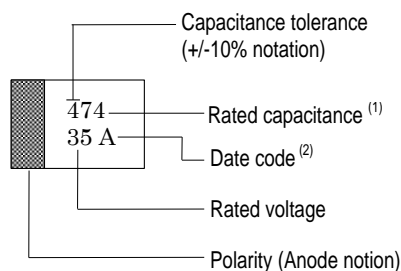 Capacitance tolerance
(+/-10% notation)
474
Rated capacitance (1)
35 A
Date code (2)
Rated voltage
Polarity (Anode notion)